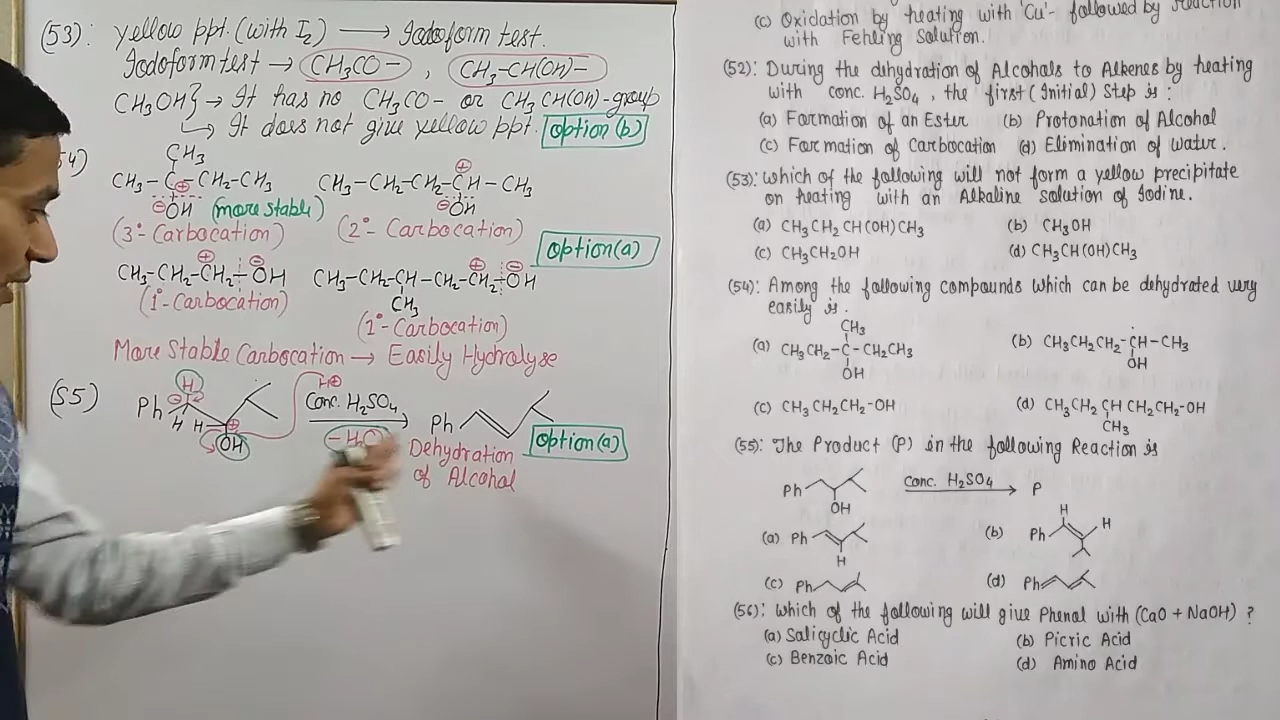 (53): yellow ppt. (with I2) → Iodoform test.
Iodoform test → CH3CO- , CH3-CH(OH)-
CH3OH} → It has no CH3CO- or CH3CH(OH)-group
↳ It does not give yellow ppt. option(b)
54)
CH3
CH3-C-CH2-CH3 CH3-CH2-CH2-CH-CH3
⊕ ⊕
⊖OH (more stable) ⊖OH
(3°-Carbocation) (2°-Carbocation)
option(a)
CH3-CH2-CH2-OH CH3-CH2-CH-CH2-CH2-OH
⊕ ⊖ ⊕ ⊖
CH3
(1°-Carbocation) (1°-Carbocation)
More Stable Carbocation → Easily Hydrolyse
(55)
H H⊕
Ph ⊖ H H ⊕ OH Conc. H2SO4 → Ph
-H2O
Dehydration option(a)
of Alcohal
(c) Oxidation by heating with 'Cu'- followed by reaction
with Fehling Solution.
(52): During the dehydration of Alcohals to Alkenes by heating
with conc. H2SO4, the first (Initial) Step is :
(a) Formation of an Ester (b) Protonation of Alcohal
(c) Formation of Carbocation (d) Elimination of water.
(53): which of the following will not form a yellow precipitate
on heating with an Alkaline solution of Iodine.
(a) CH3CH2CH(OH)CH3 (b) CH3OH
(c) CH3CH2OH (d) CH3CH(OH)CH3
(54): Among the following compounds which can be dehydrated very
easily is.
CH3
(a) CH3CH2-C-CH2CH3 (b) CH3CH2CH2-CH-CH3
OH OH
(c) CH3CH2CH2-OH (d) CH3CH2CHCH2CH2-OH
CH3
(55): The Product (P) in the following Reaction is
Ph OH Conc. H2SO4 → P
(a) Ph H (b) Ph H H
(c) Ph (d) Ph
(56): which of the following will give Phenal with (CaO + NaOH) ?
(a) Salicyclic Acid (b) Picric Acid
(c) Benzoic Acid (d) Amino Acid